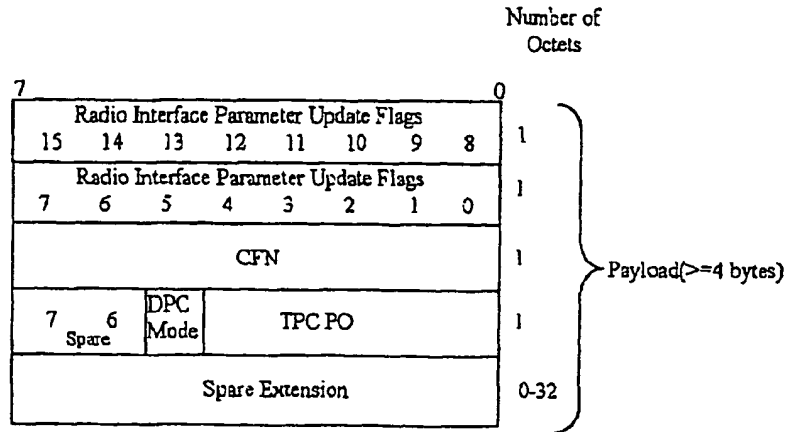 Number of
Octets
7 0
Radio Interface Parameter Update Flags
15 14 13 12 11 10 9 8 1
Radio Interface Parameter Update Flags
7 6 5 4 3 2 1 0 1
CFN 1
Payload(>=4 bytes)
7 6 DPC Mode TPC PO 1
Spare
Spare Extension 0-32